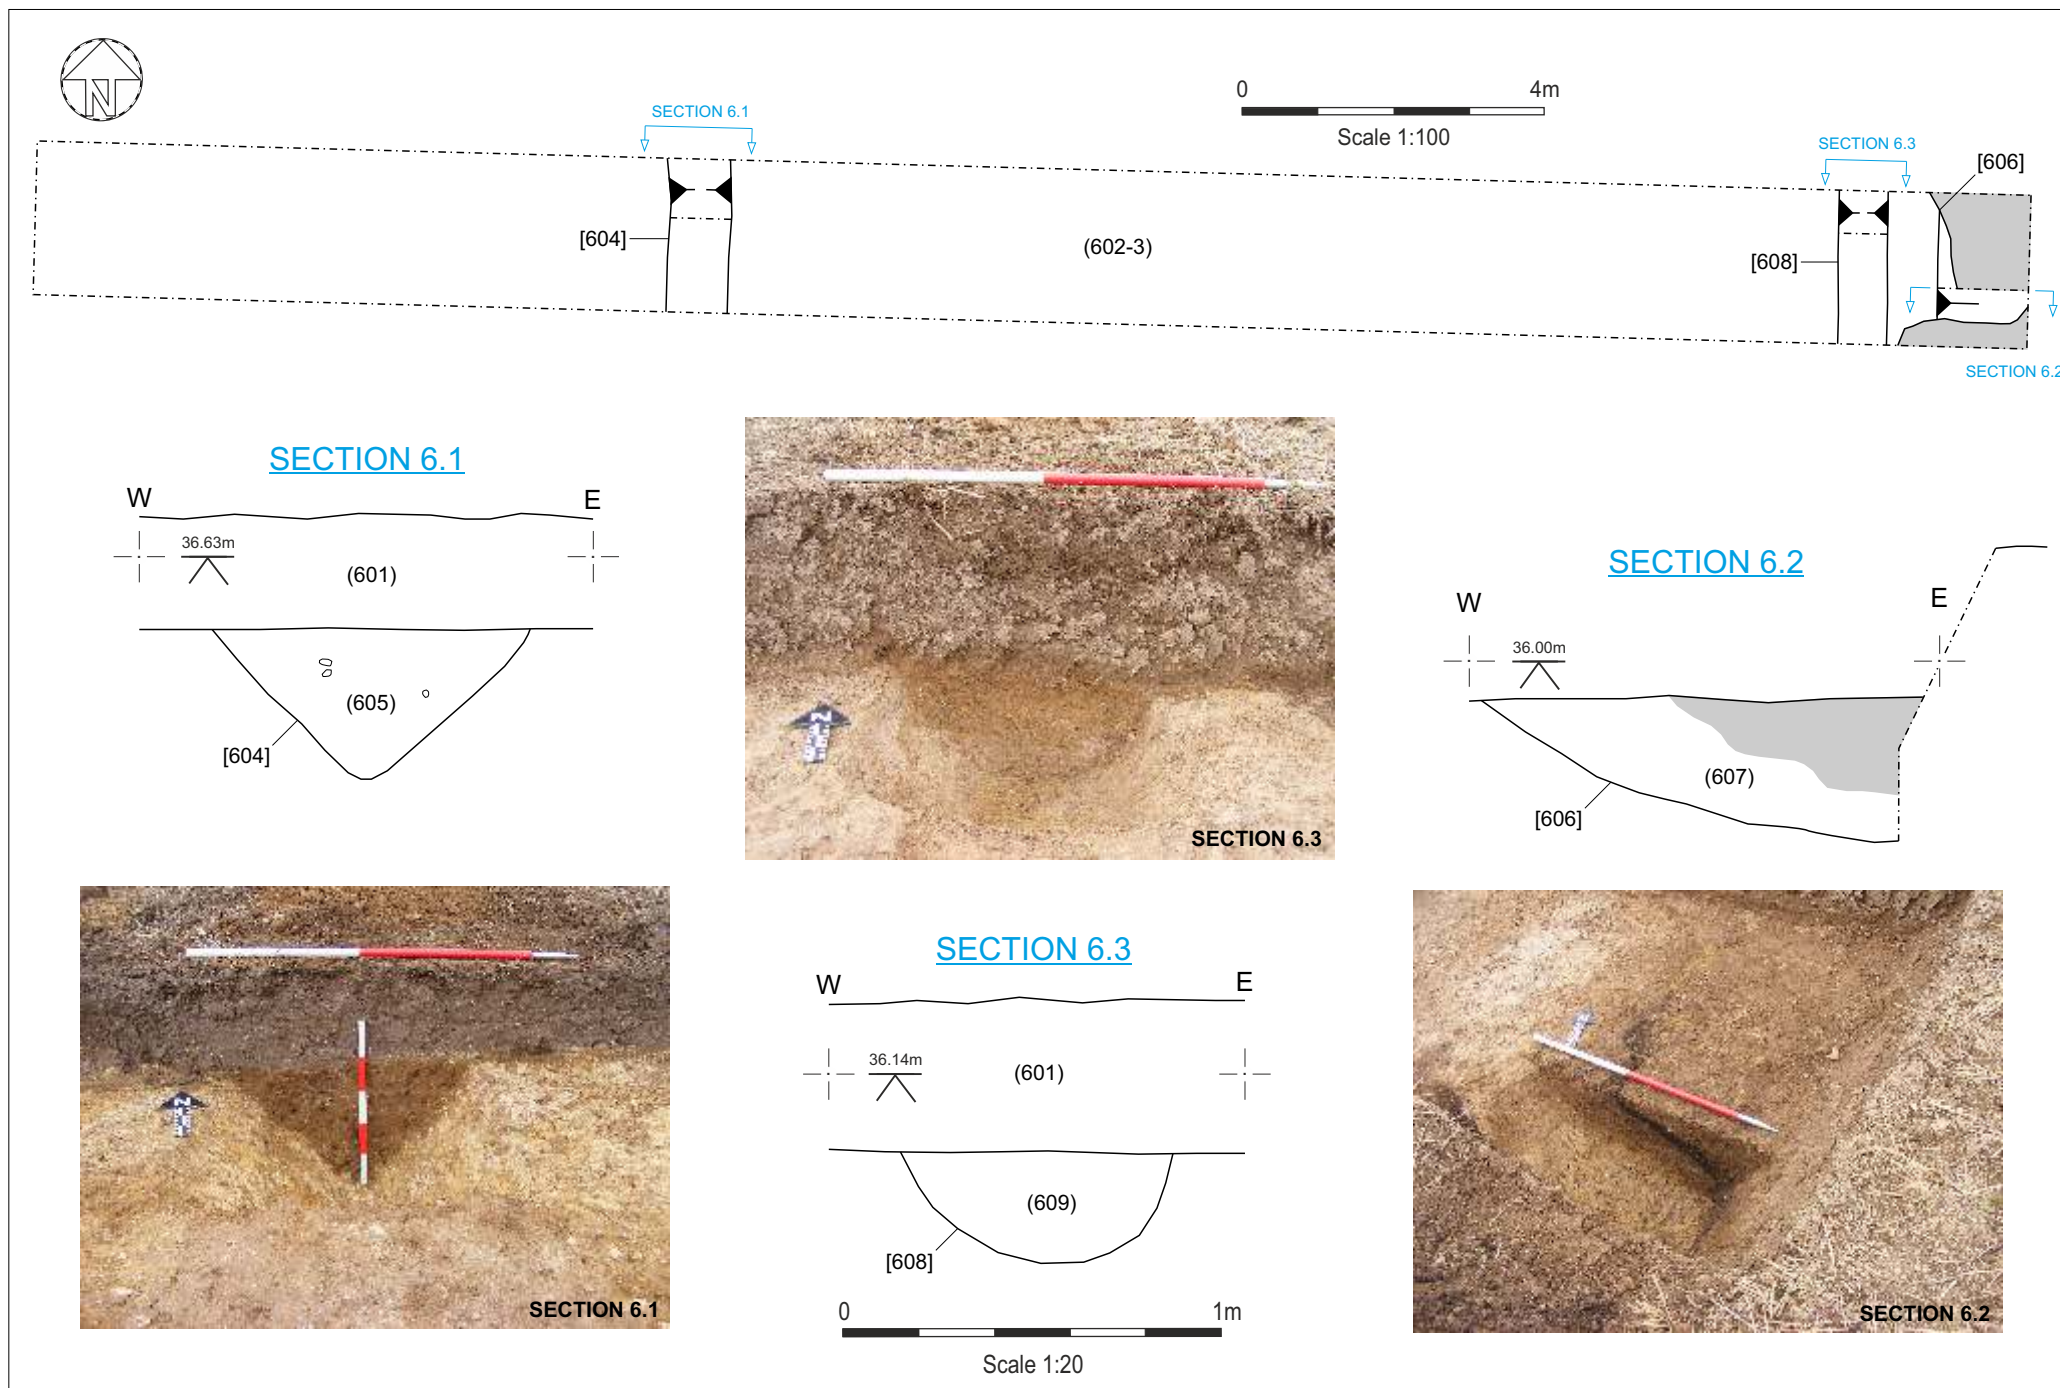 N
0 4m
Scale 1:100
SECTION 6.1
SECTION 6.3
[606]
[604]
(602-3)
[608]
SECTION 6.2
SECTION 6.1
W E
36.63m
(601)
(605)
[604]
SECTION 6.3
SECTION 6.2
W E
36.00m
(607)
[606]
SECTION 6.1
SECTION 6.3
W E
36.14m
(601)
(609)
[608]
0 1m
Scale 1:20
SECTION 6.2